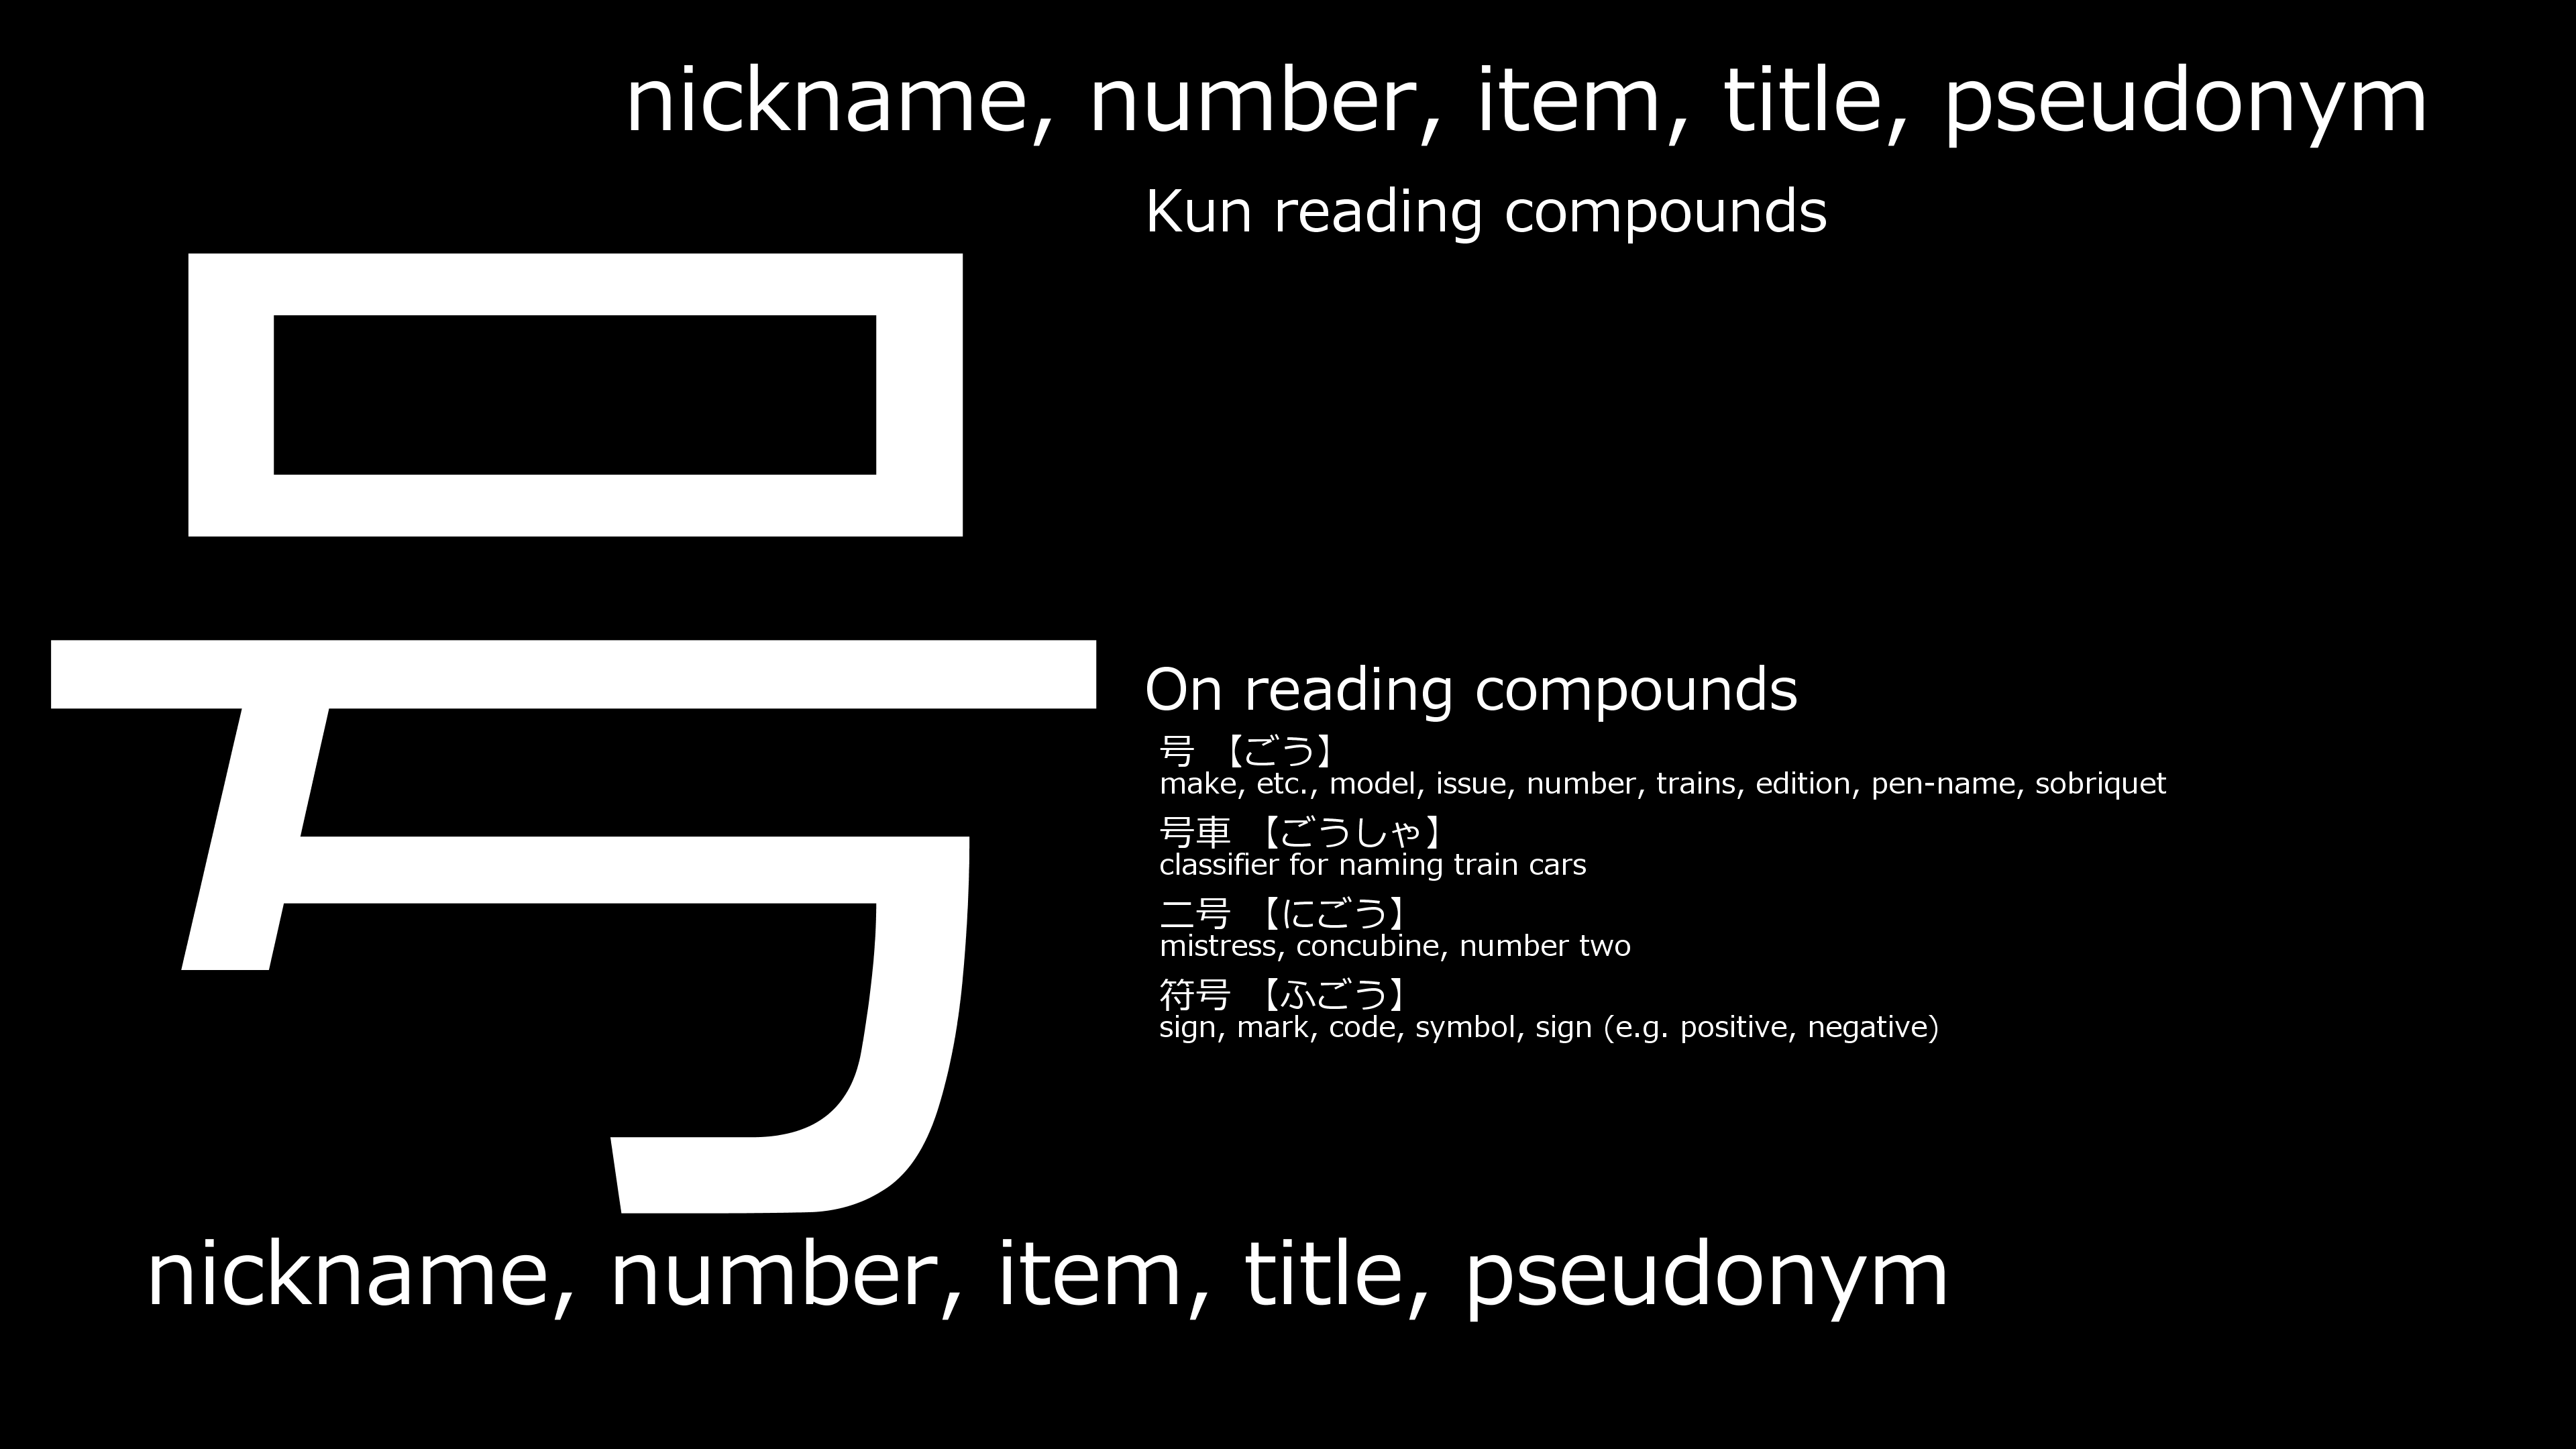 nickname, number, item, title, pseudonym
Kun reading compounds
号
On reading compounds
号 【ごう】
make, etc., model, issue, number, trains, edition, pen-name, sobriquet
号車 【ごうしゃ】
classifier for naming train cars
二号 【にごう】
mistress, concubine, number two
符号 【ふごう】
sign, mark, code, symbol, sign (e.g. positive, negative)
nickname, number, item, title, pseudonym